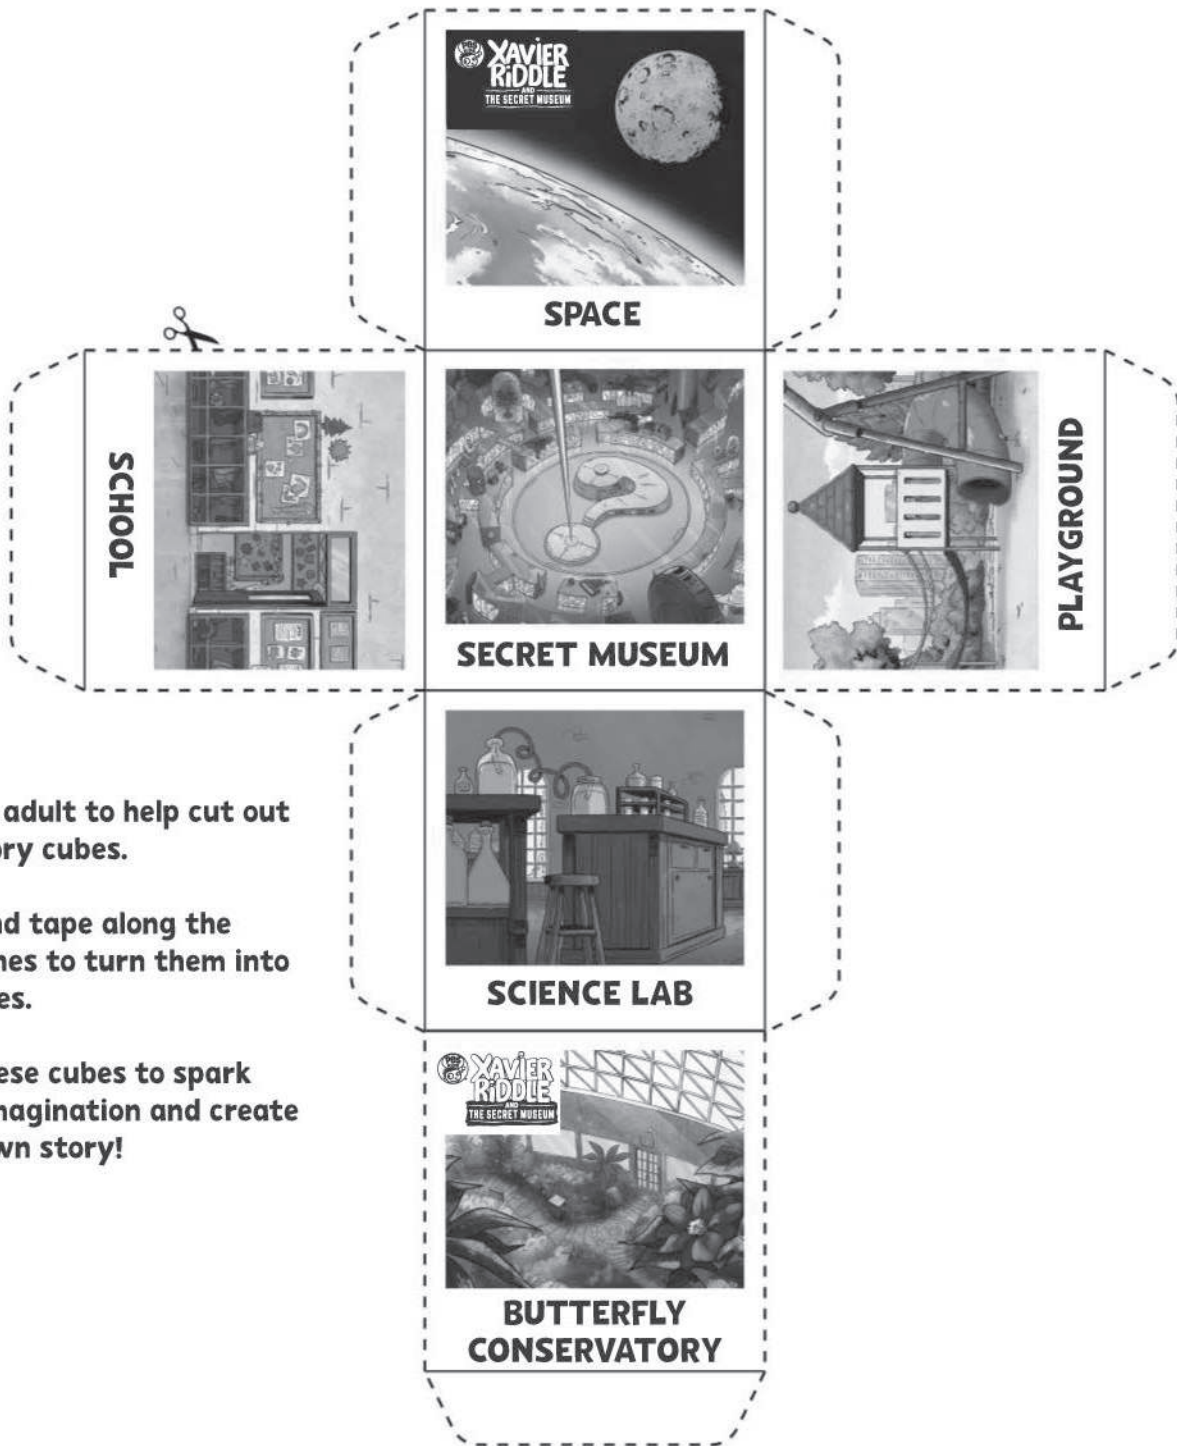 XAVIER
RIDDLE
AND
THE SECRET MUSEUM
SPACE
SCHOOL
SECRET MUSEUM
PLAYGROUND
adult to help cut out
ory cubes.
nd tape along the
nes to turn them into
es.
ese cubes to spark
magination and create
wn story!
SCIENCE LAB
XAVIER
RIDDLE
AND
THE SECRET MUSEUM
BUTTERFLY
CONSERVATORY